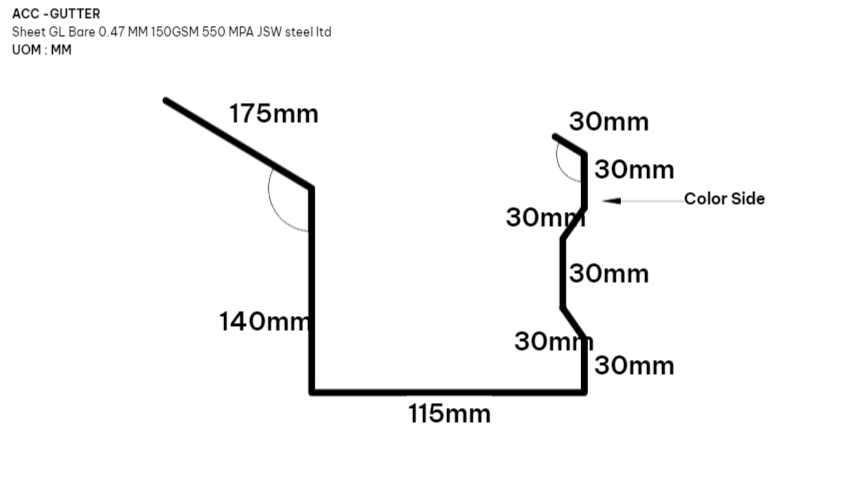 ACC -GUTTER
Sheet GL Bare 0.47 MM 150GSM 550 MPA JSW steel ltd
UOM : MM
175mm
30mm
30mm
Color Side
30mm
30mm
140mm
30mm
30mm
115mm